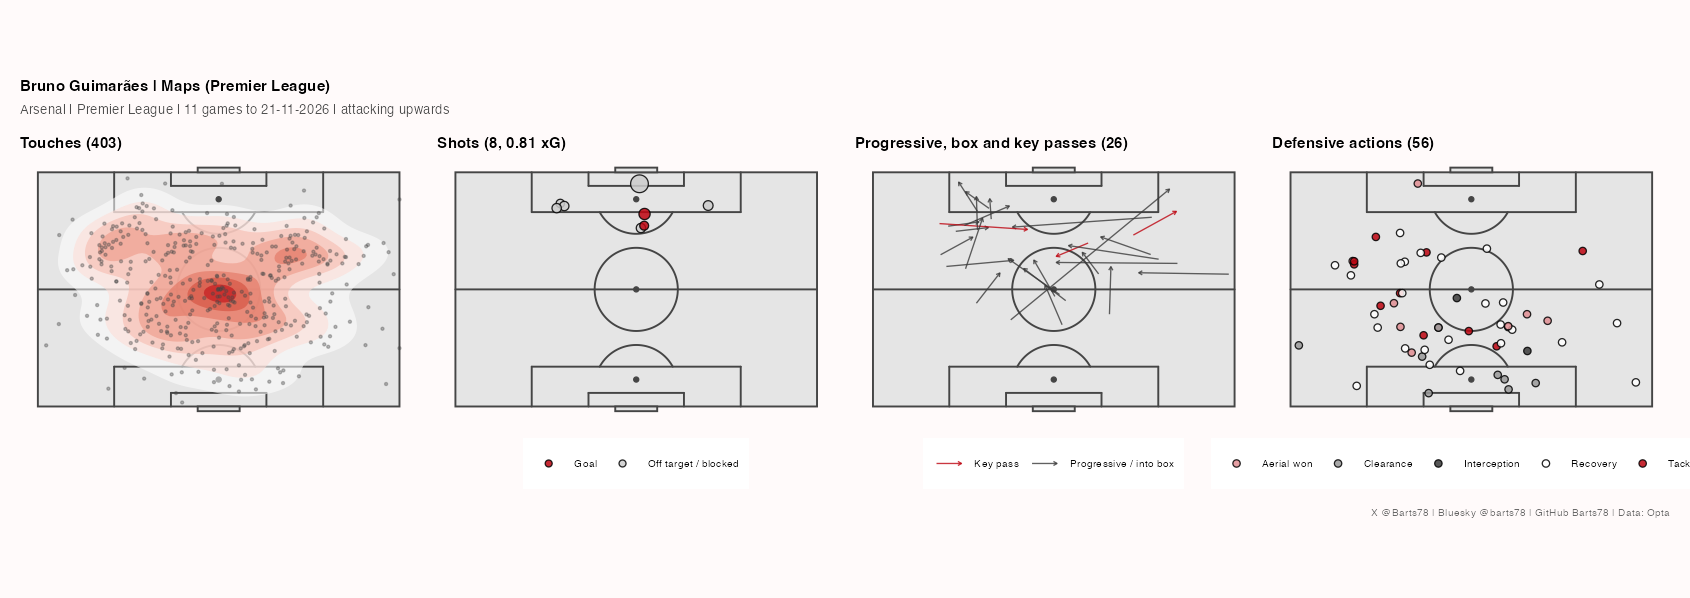 Bruno Guimarães | Maps (Premier League)
Arsenal | Premier League | 11 games to 21-11-2026 | attacking upwards
Touches (403)
Shots (8, 0.81 xG)
Progressive, box and key passes (26)
Defensive actions (56)
Goal
Off target / blocked
Key pass
Progressive / into box
Aerial won
Clearance
Interception
Recovery
Tack
X @Barts78 | Bluesky @barts78 | GitHub Barts78 | Data: Opta